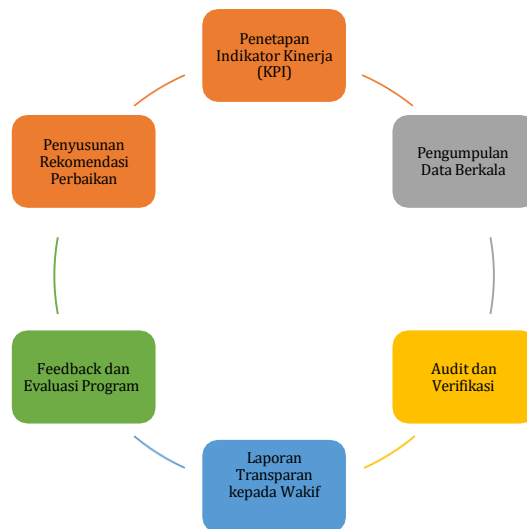 Penetapan
Indikator Kinerja
(KPI)
Pengumpulan
Data Berkala
Audit dan
Verifikasi
Laporan
Transparan
kepada Wakif
Feedback dan
Evaluasi Program
Penyusunan
Rekomendasi
Perbaikan